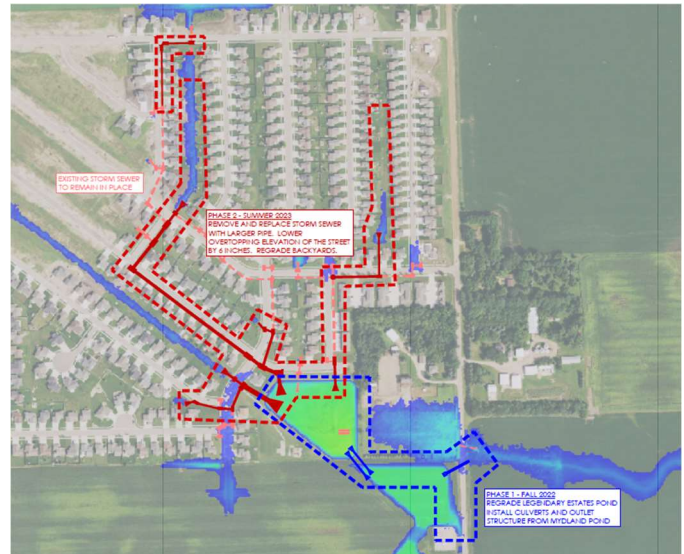 EXISTING STORM SEWER
TO REMAIN IN PLACE
PHASE 2 - SUMMER 2023
REMOVE AND REPLACE STORM SEWER
WITH LARGER PIPE. LOWER
OVERTOPPING ELEVATION OF THE STREET
BY 6 INCHES. REGRADE BACKYARDS.
PHASE 1 - FALL 2022
REGRADE LEGENDARY ESTATES POND
INSTALL CULVERTS AND OUTLET
STRUCTURE FROM MYDLAND POND